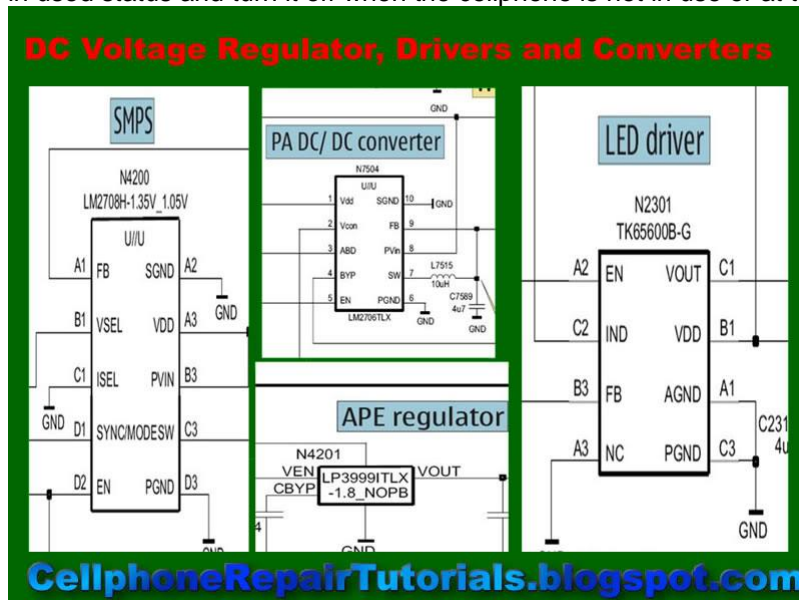 DC Voltage Regulator, Drivers and Converters
SMPS
N4200
LM2708H-1.35V_1.05V
U//U
A1 FB SGND A2
GND
B1 VSEL VDD A3
C1 ISEL PVIN B3
GND
D1 SYNC/MODE SW C3
D2 EN PGND D3
GND
PA DC/ DC converter
N7504
U//U
1 Vdd SGND 10 GND
2 Vcon FB 9
3 ABD PVin 8
4 BYP SW 7
L7515
10uH
5 EN PGND 6
C7589
4u7
GND
GND
LM2706TLX
APE regulator
N4201
VEN LP3999ITLX VOUT
CBYP -1.8_NOPB
4
GND
LED driver
N2301
TK65600B-G
A2 EN VOUT C1
C2 IND VDD B1
B3 FB AGND A1
A3 NC PGND C3
C231
4u
GND
CellphoneRepairTutorials.blogspot.com